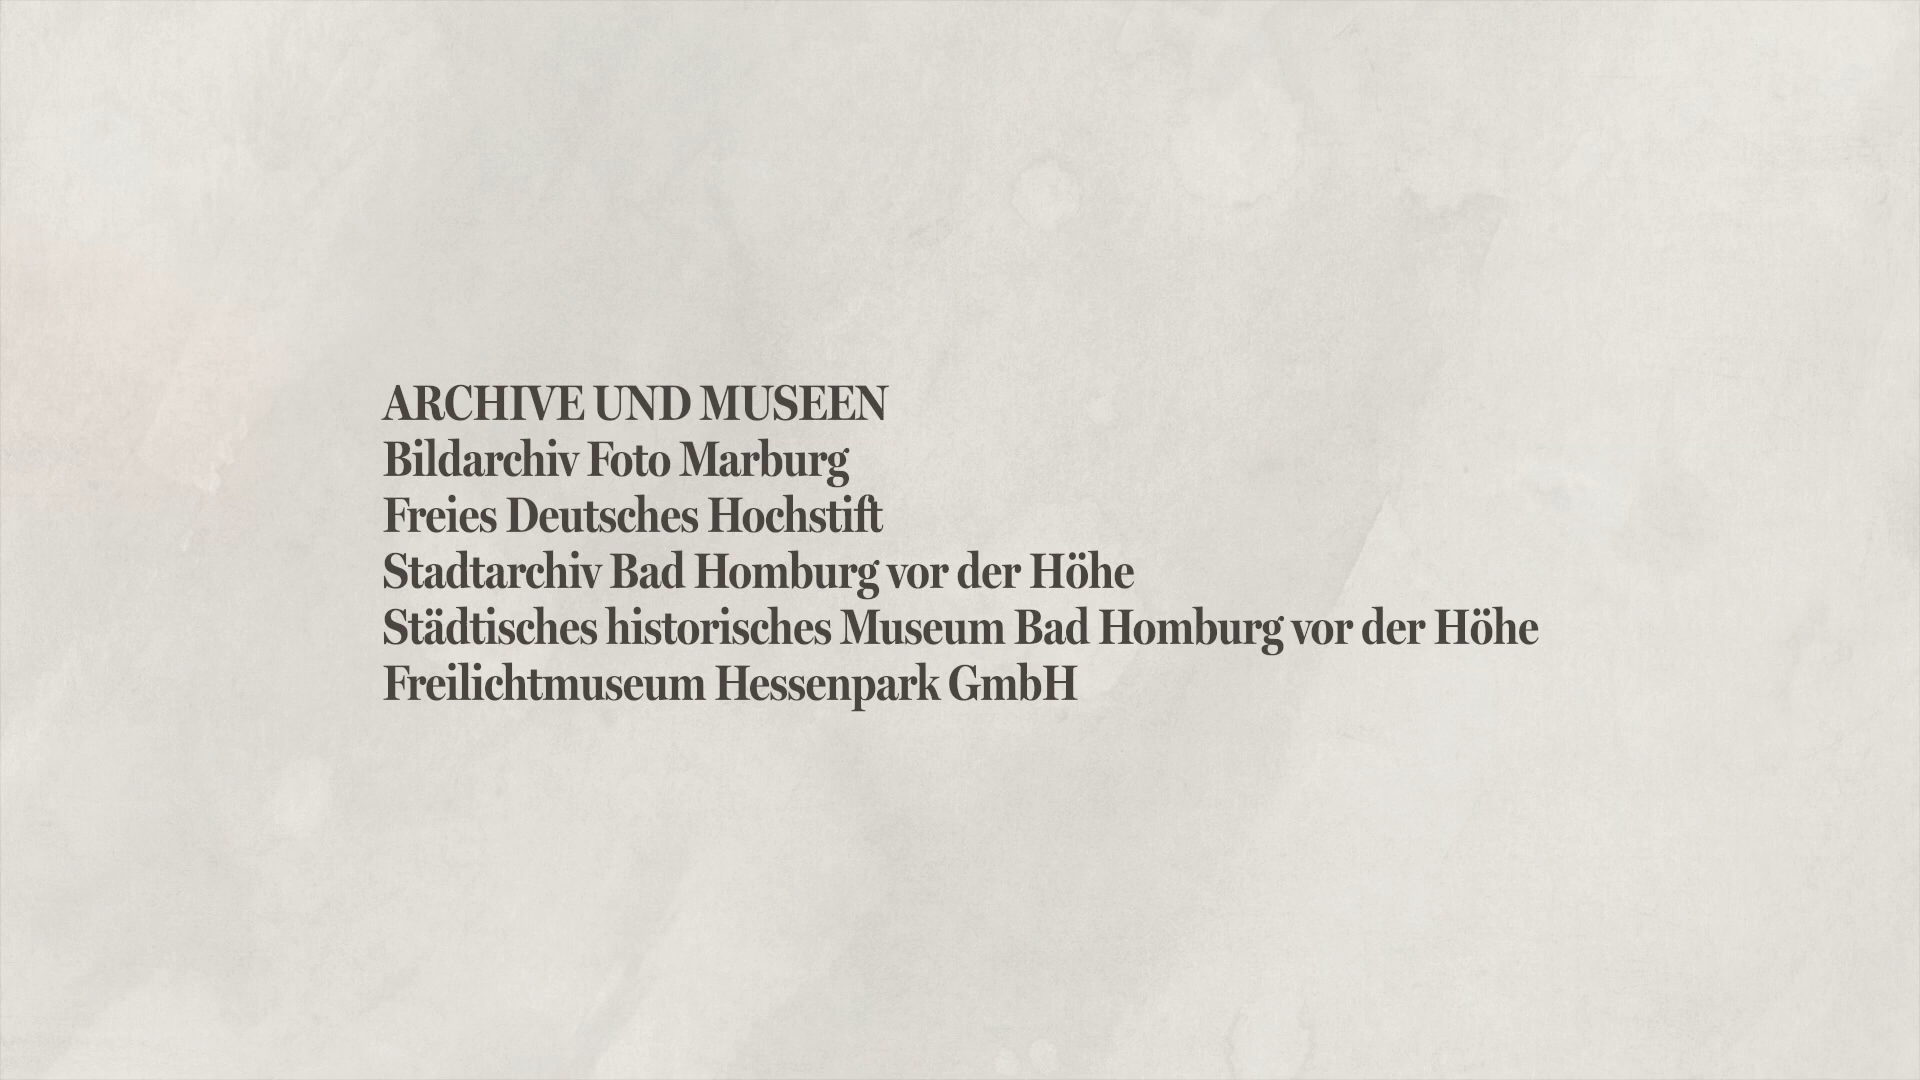 ARCHIVE UND MUSEEN
Bildarchiv Foto Marburg
Freies Deutsches Hochstift
Stadtarchiv Bad Homburg vor der Höhe
Städtisches historisches Museum Bad Homburg vor der Höhe
Freilichtmuseum Hessenpark GmbH